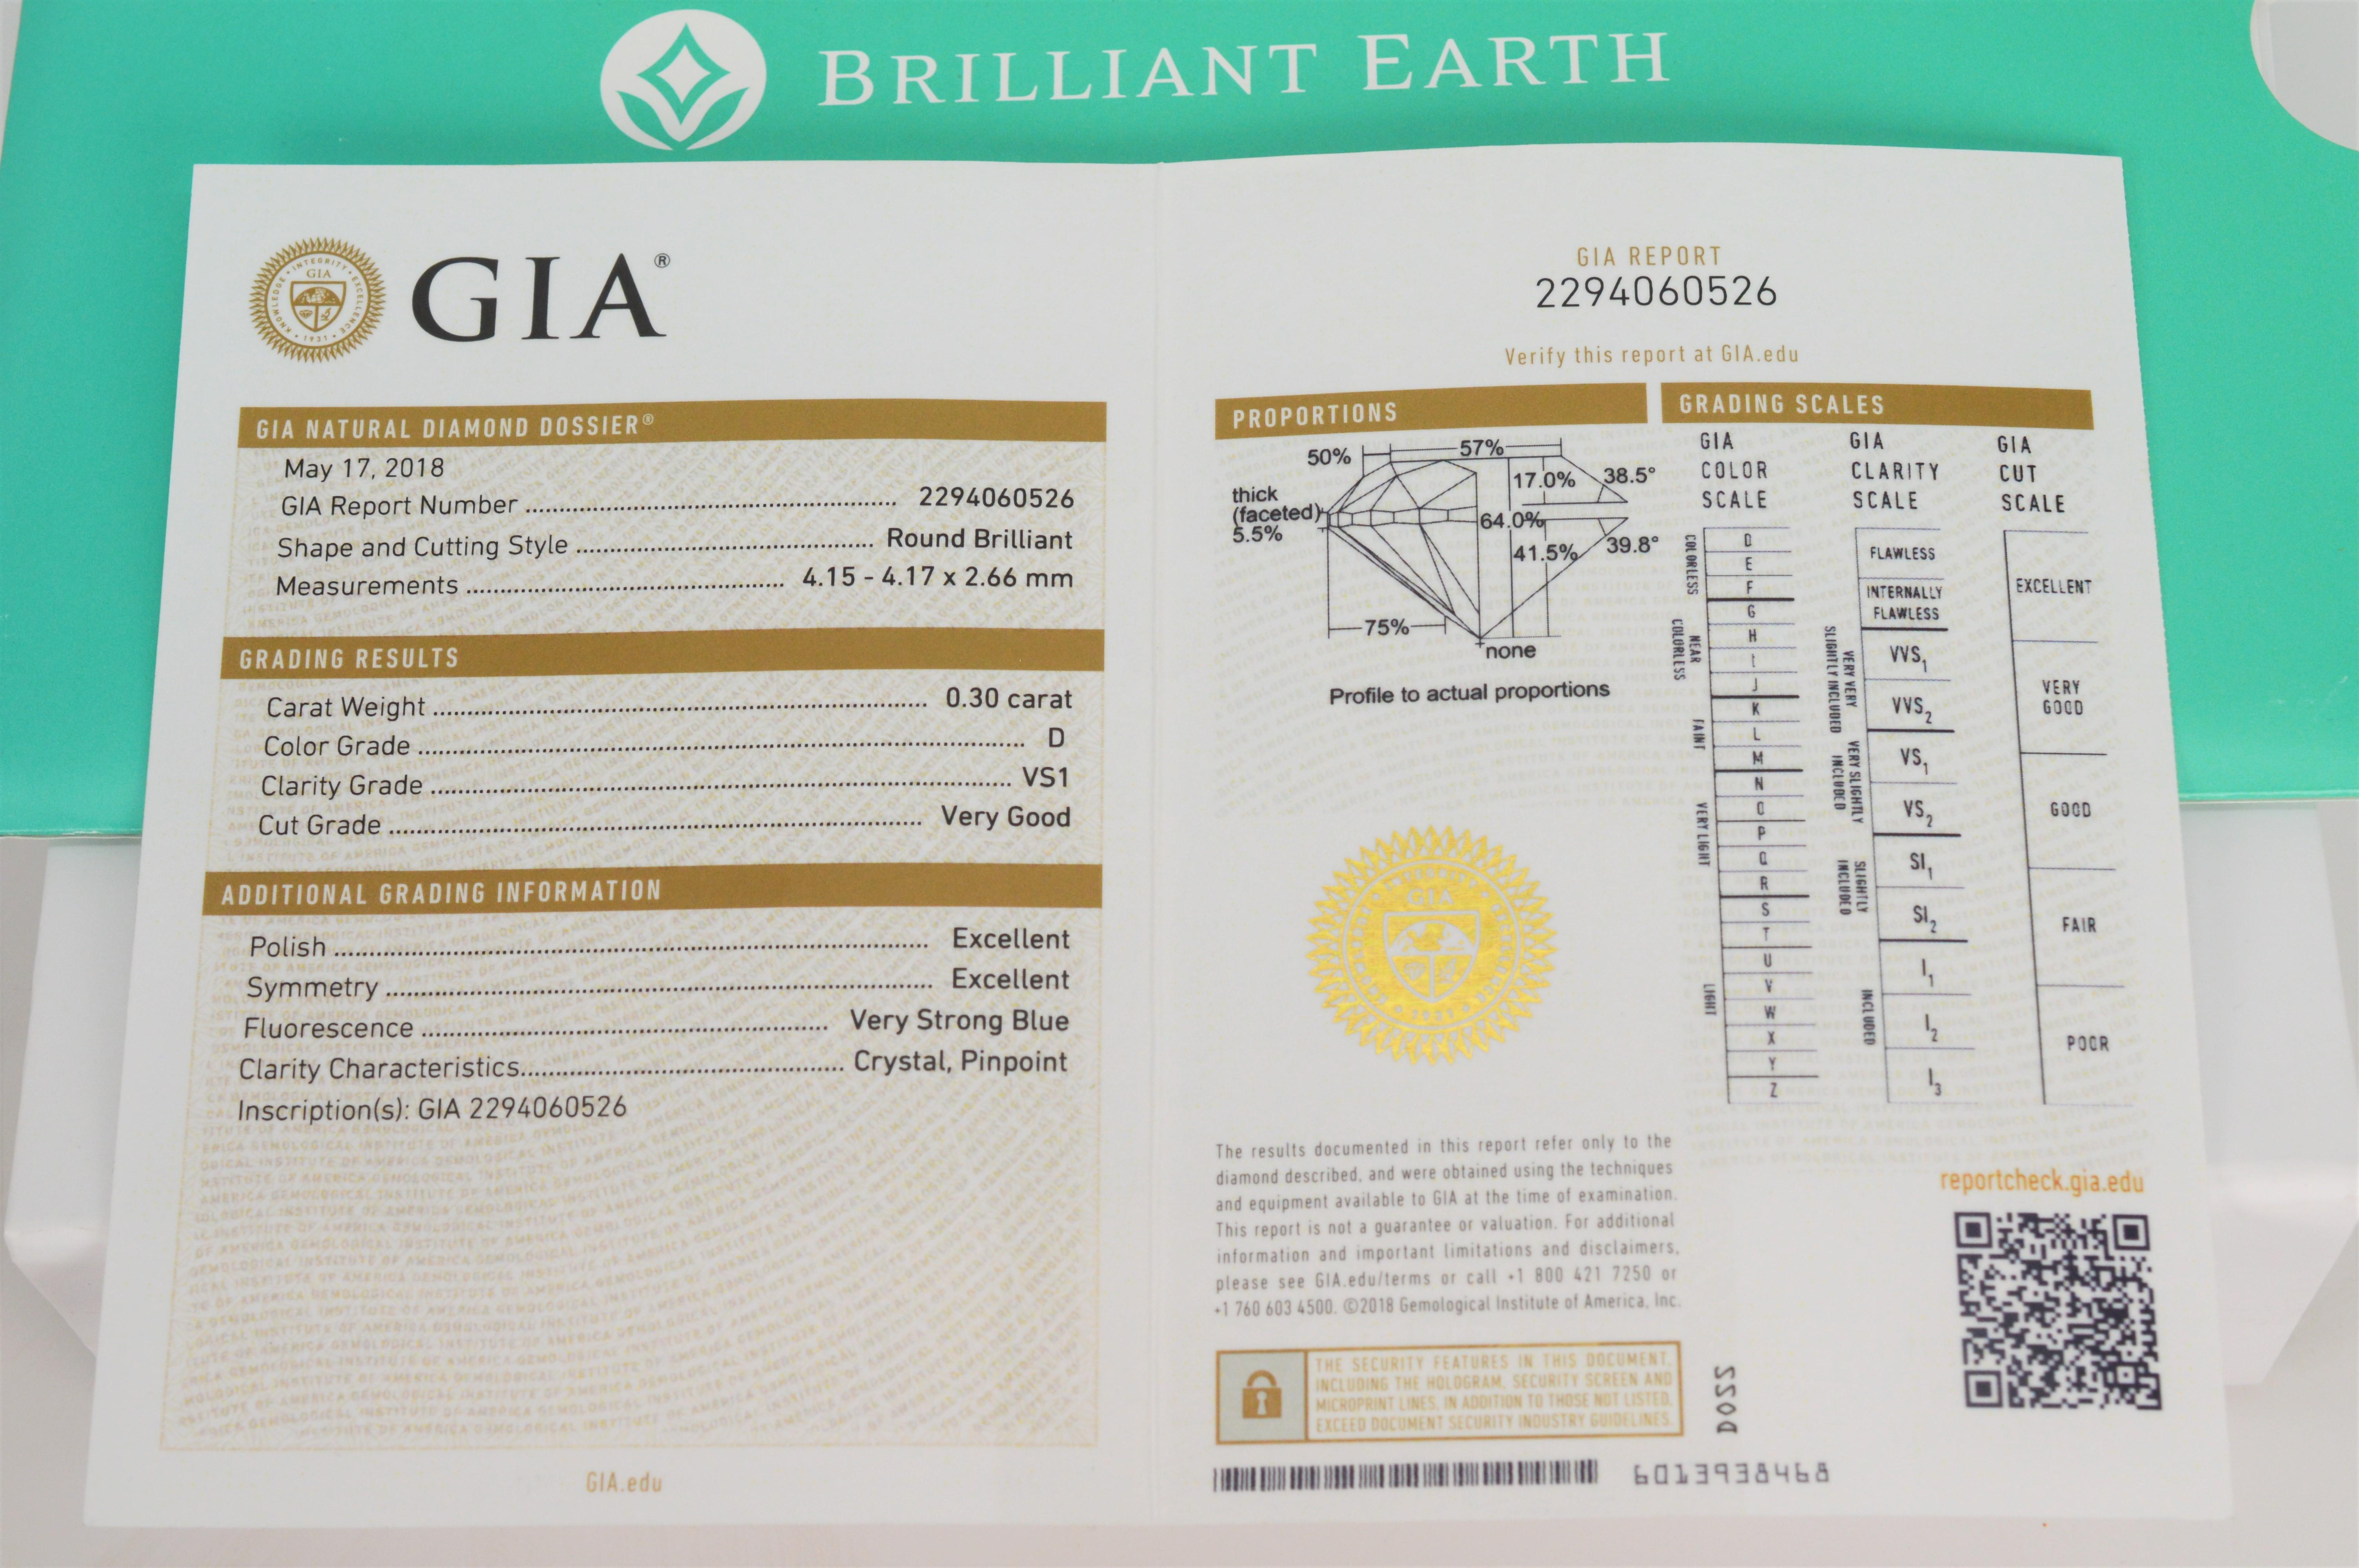 BRILLIANT EARTH
GIA®
GIA NATURAL DIAMOND DOSSIER®
May 17, 2018
GIA Report Number 2294060526
Shape and Cutting Style Round Brilliant
Measurements 4.15 - 4.17 x 2.66 mm
GRADING RESULTS
Carat Weight 0.30 carat
Color Grade D
Clarity Grade VS1
Cut Grade Very Good
ADDITIONAL GRADING INFORMATION
Polish Excellent
Symmetry Excellent
Fluorescence Very Strong Blue
Clarity Characteristics Crystal, Pinpoint
Inscription(s): GIA 2294060526
GIA.edu
GIA REPORT
2294060526
Verify this report at GIA.edu
PROPORTIONS
50%
57%
17.0%
38.5°
thick
(faceted)
5.5%
64.0%
41.5%
39.8°
75%
none
Profile to actual proportions
GRADING SCALES
GIA
COLOR
SCALE
COLORLESS
D
E
F
NEAR
COLORLESS
G
H
I
J
FAINT
K
L
M
VERY LIGHT
N
O
P
Q
R
LIGHT
S
T
U
V
W
X
Y
Z
GIA
CLARITY
SCALE
FLAWLESS
INTERNALLY
FLAWLESS
VERY VERY
SLIGHTLY INCLUDED
VVS1
VVS2
VERY SLIGHTLY
INCLUDED
VS1
VS2
SLIGHTLY
INCLUDED
SI1
SI2
INCLUDED
I1
I2
I3
GIA
CUT
SCALE
EXCELLENT
VERY
GOOD
GOOD
FAIR
POOR
The results documented in this report refer only to the
diamond described, and were obtained using the techniques
and equipment available to GIA at the time of examination.
This report is not a guarantee or valuation. For additional
information and important limitations and disclaimers,
please see GIA.edu/terms or call +1 800 421 7250 or
+1 760 603 4500. ©2018 Gemological Institute of America, Inc.
reportcheck.gia.edu
THE SECURITY FEATURES IN THIS DOCUMENT,
INCLUDING THE HOLOGRAM, SECURITY SCREEN AND
MICROPRINT LINES, IN ADDITION TO THOSE NOT LISTED,
EXCEED DOCUMENT SECURITY INDUSTRY GUIDELINES.
DOSS
6013938468